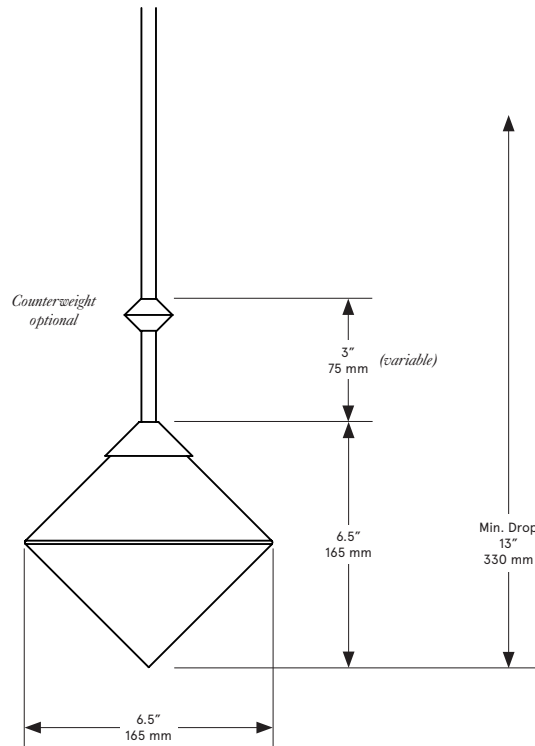 Counterweight
optional
3”
75 mm
(variable)
6.5”
165 mm
Min. Drop
13”
330 mm
6.5”
165 mm